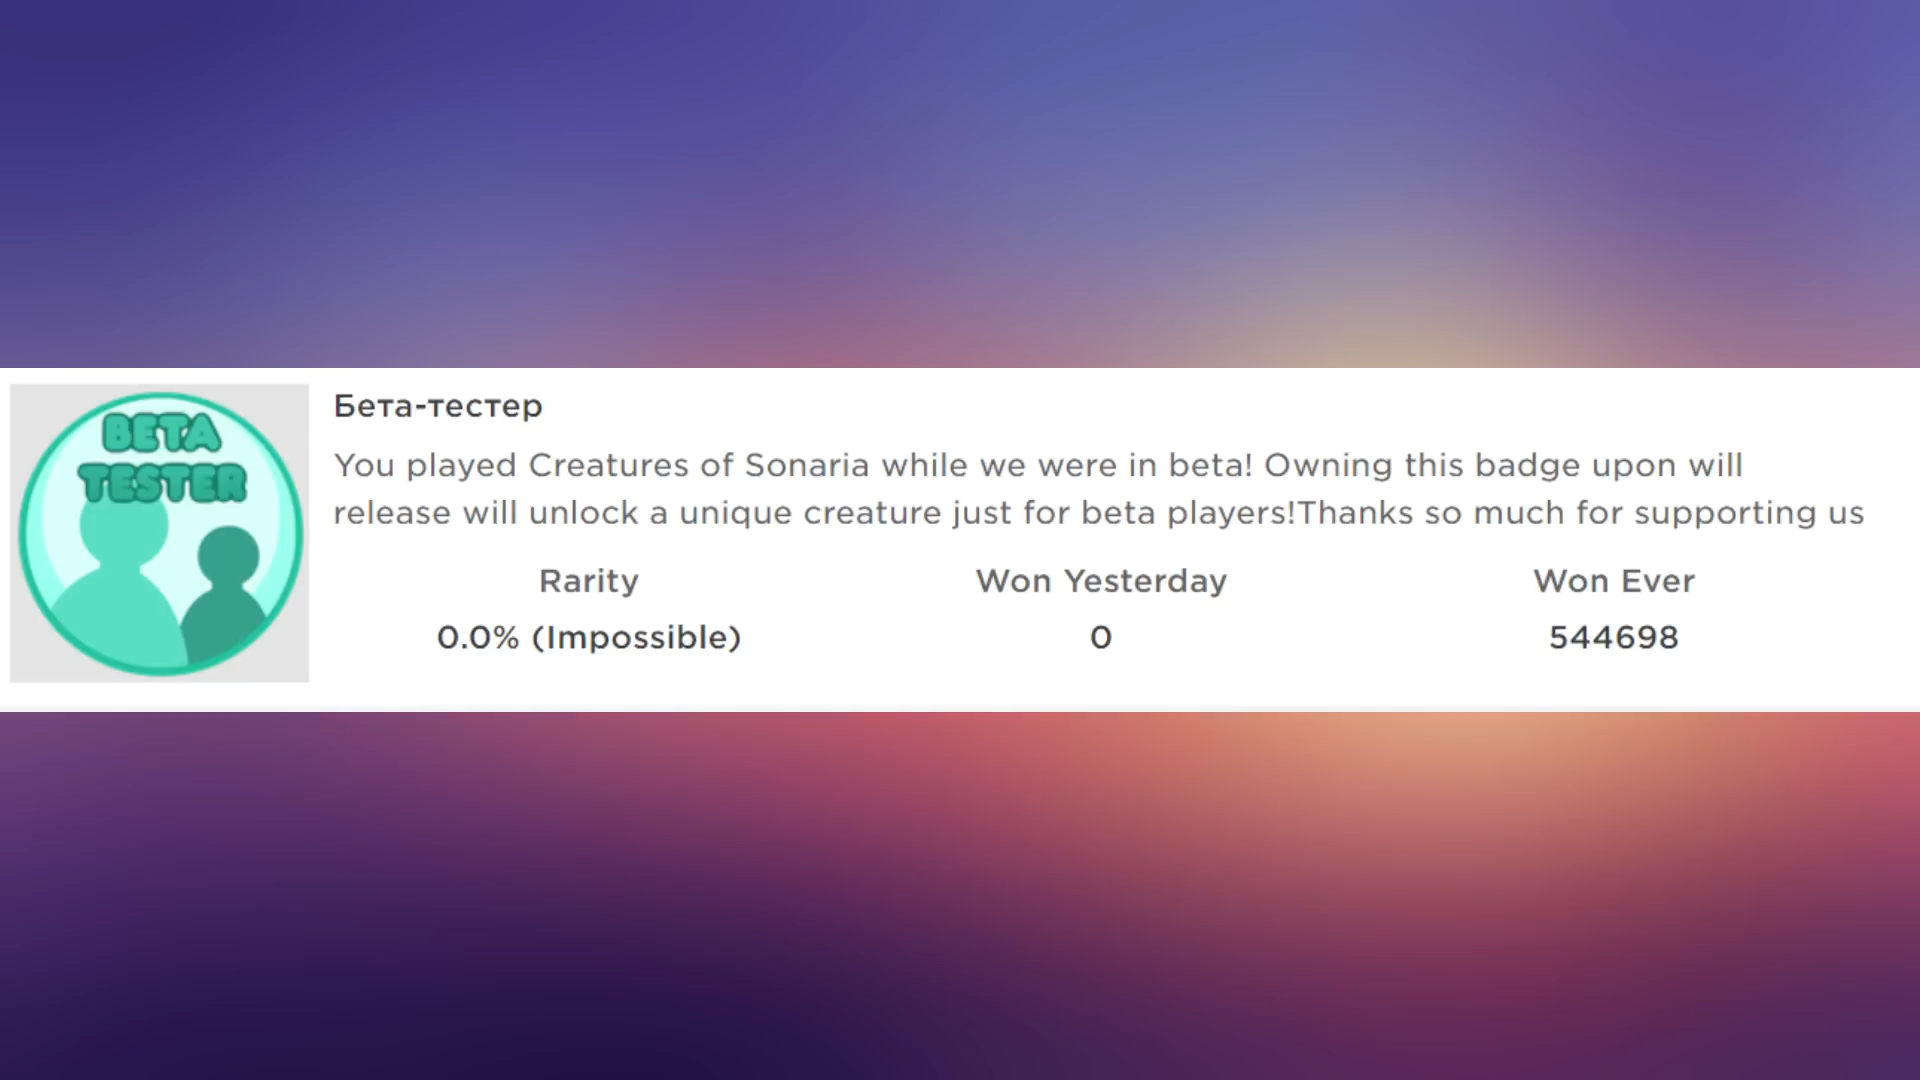 BETA
TESTER
Бета-тестер
You played Creatures of Sonaria while we were in beta! Owning this badge upon will
release will unlock a unique creature just for beta players!Thanks so much for supporting us
Rarity
Won Yesterday
Won Ever
0.0% (Impossible)
0
544698